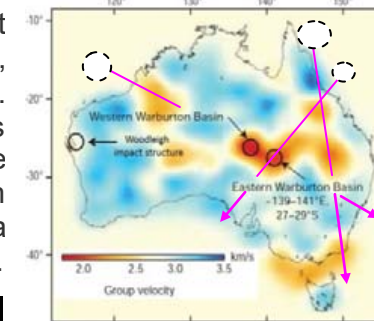 t
120 130 140 150
-10
,
.
-20
Western Warburton Basin
s
Woodleigh
impact structure
e
-30
n
Eastern Warburton Basin
-139–141°E,
27–29°S
a
-40
km/s
.
2.0 2.5 3.0 3.5
Group velocity